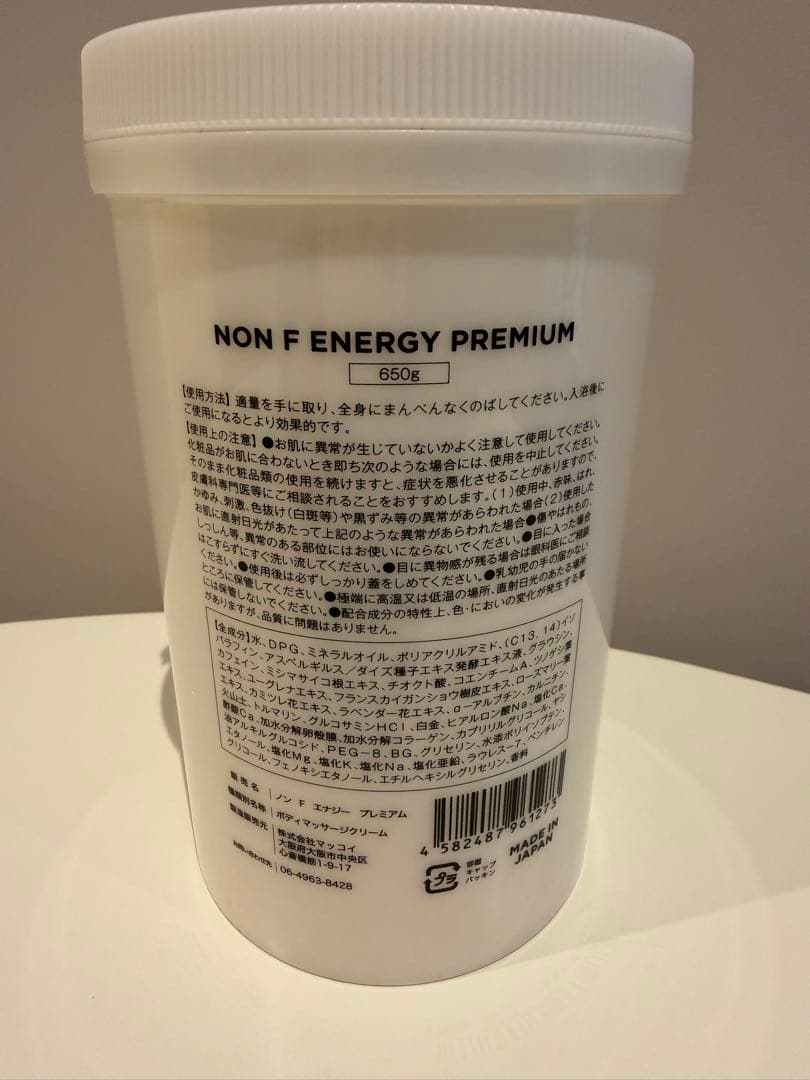 NON F ENERGY PREMIUM
650g
【使用方法】適量を手に取り、全身にまんべんなくのばしてください。入浴後に
ご使用になるとより効果的です。
【使用上の注意】●お肌に異常が生じていないかよく注意して使用してください。
化粧品がお肌に合わないとき即ち次のような場合には、使用を中止してください。
そのまま化粧品類の使用を続けますと、症状を悪化させることがありますので、
皮膚科専門医等にご相談されることをおすすめします。(1)使用中、赤味、はれ、
かゆみ、刺激、色抜け(白斑等)や黒ずみ等の異常があらわれた場合(2)使用した
お肌に直射日光があたって上記のような異常があらわれた場合●傷やはれもの、
しっしん等、異常のある部位にはお使いにならないでください。●目に入った場合
はこすらずにすぐ洗い流してください。●目に異物感が残る場合は眼科医にご相談
ください。●使用後は必ずしっかり蓋をしめてください。●乳幼児の手の届かない
ところに保管してください。●極端に高温又は低温の場所、直射日光のあたる場所
には保管しないでください。●配合成分の特性上、色・においの変化が発生する事
がありますが、品質に問題はありません。
【全成分】水、DPG、ミネラルオイル、ポリアクリルアミド、(C13,14)イソ
パラフィン、アスペルギルス/ダイズ種子エキス発酵エキス液、グラウシン、
カフェイン、ミシマサイコ根エキス、チオクト酸、コエンチームA、ツノゲシ葉
エキス、ユーグレナエキス、フランスカイガンショウ樹皮エキス、ローズマリー葉
エキス、カミツレ花エキス、ラベンダー花エキス、α-アルブチン、カルニチン、
火山土、トルマリン、グルコサミンHCl、白金、ヒアルロン酸Na、塩化Ca、
酢酸Ca、加水分解卵殻膜、加水分解コラーゲン、カプリリルグリコール、ヤシ
油アルキルグルコシド、PEG-8、BG、グリセリン、水添ポリイソブテン、
エタノール、塩化Mg、塩化K、塩化Na、塩化亜鉛、ラウレス-7、ペンチレン
グリコール、フェノキシエタノール、エチルヘキシルグリセリン、香料
販売名 ノン F エナジー プレミアム
種類別名称 ボディマッサージクリーム
製造販売元 株式会社マッコイ
大阪府大阪市中央区
心斎橋筋1-9-17
お問い合わせ先 06-4963-8428
4 582487 961273
プラ
容器
キャップ
パッキン
MADE IN
JAPAN